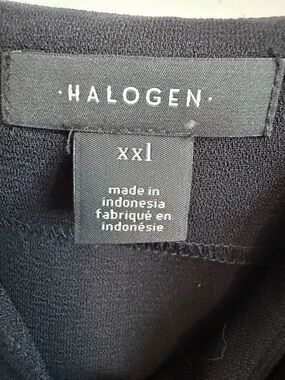 ·HALOGEN·
xxl
made in
indonesia
fabriqué en
indonésie